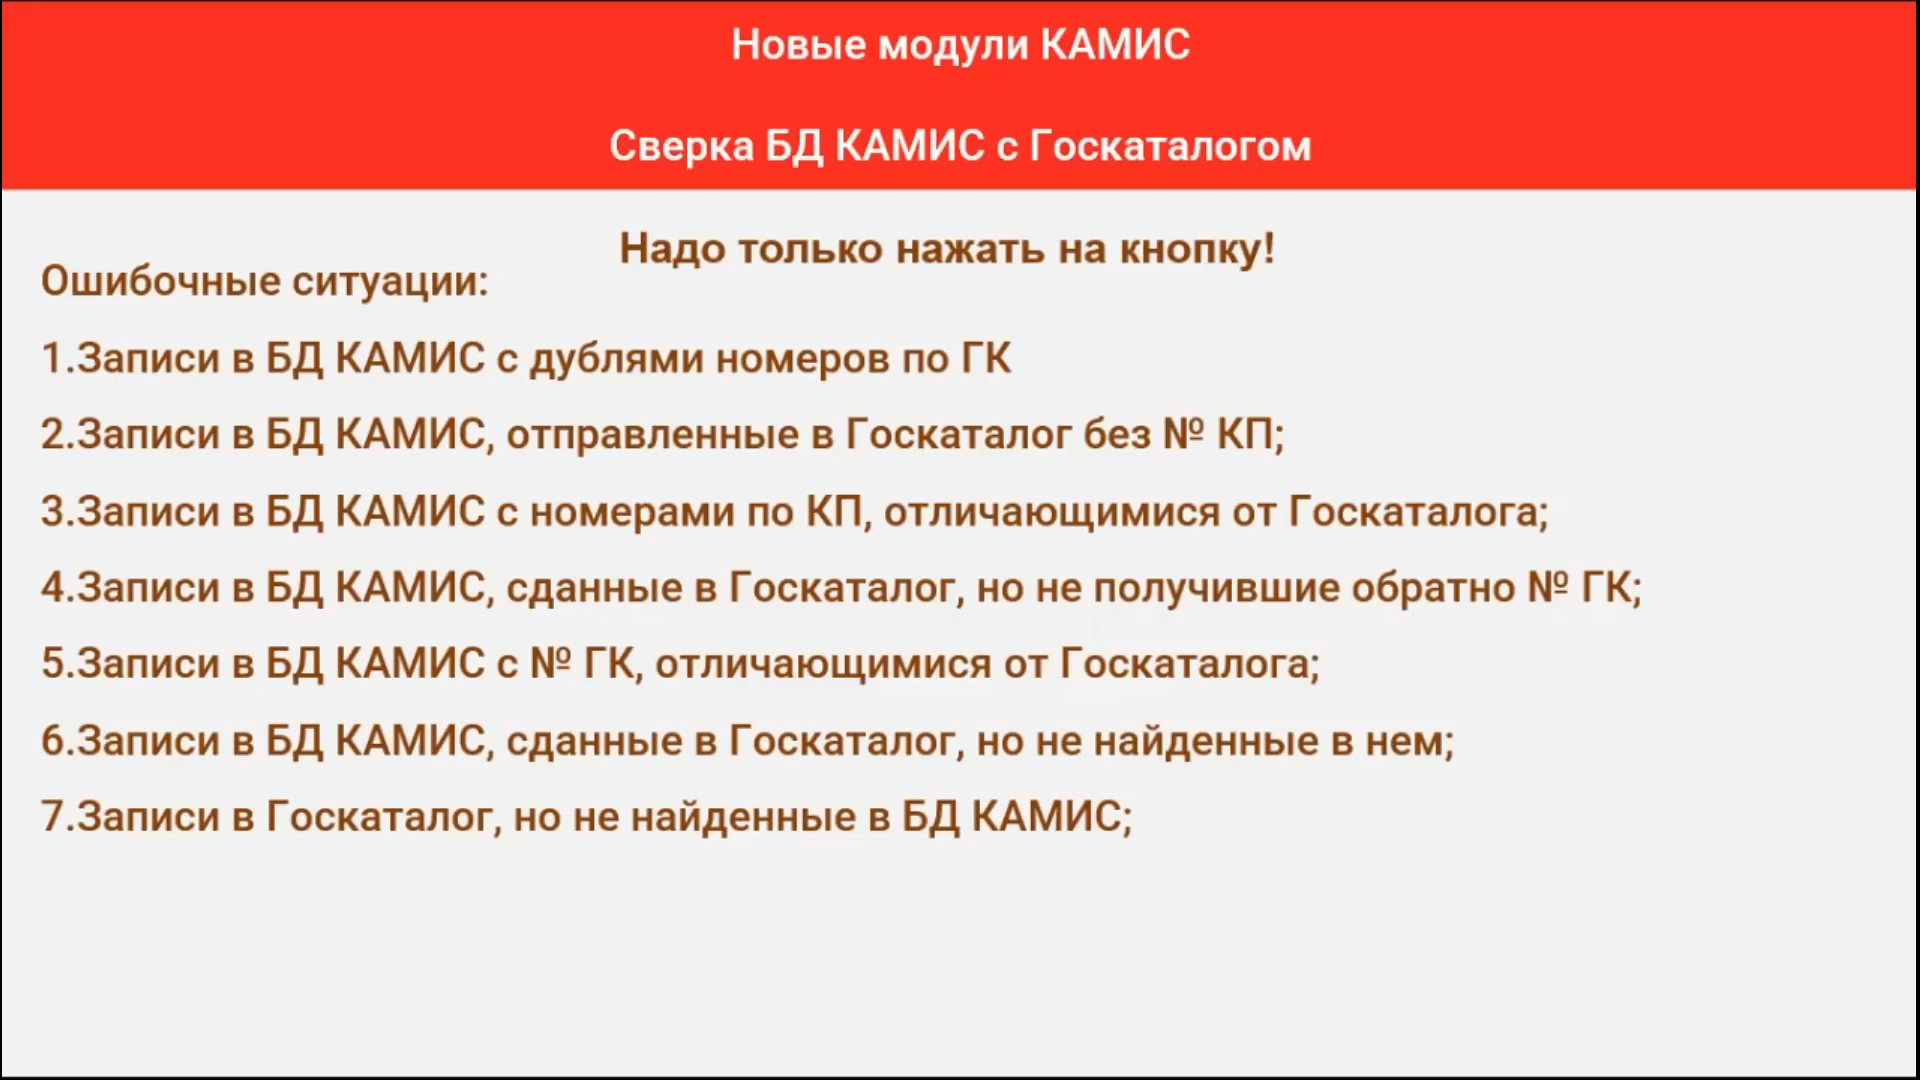 Новые модули КАМИС
Сверка БД КАМИС с Госкаталогом
Надо только нажать на кнопку!
Ошибочные ситуации:
1.Записи в БД КАМИС с дублями номеров по ГК
2.Записи в БД КАМИС, отправленные в Госкаталог без № КП;
3.Записи в БД КАМИС с номерами по КП, отличающимися от Госкаталога;
4.Записи в БД КАМИС, сданные в Госкаталог, но не получившие обратно № ГК;
5.Записи в БД КАМИС с № ГК, отличающимися от Госкаталога;
6.Записи в БД КАМИС, сданные в Госкаталог, но не найденные в нем;
7.Записи в Госкаталог, но не найденные в БД КАМИС;